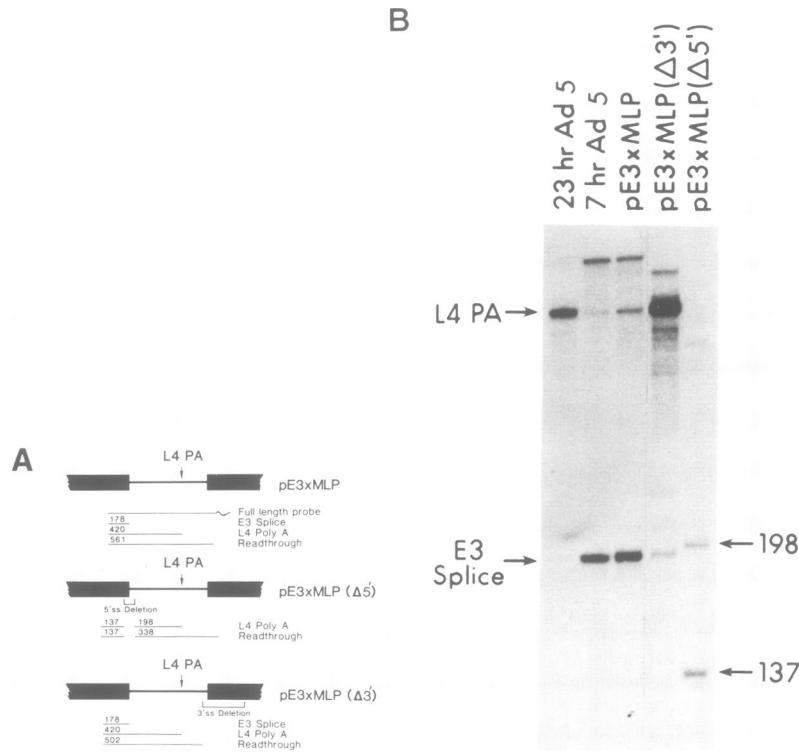 A
L4 PA
pE3xMLP
Full length probe
178 E3 Splice
420 L4 Poly A
561 Readthrough
L4 PA
pE3xMLP (Δ5')
5'ss Deletion
137 198 L4 Poly A
137 338 Readthrough
L4 PA
pE3xMLP (Δ3')
3'ss Deletion
178 E3 Splice
420 L4 Poly A
502 Readthrough
B
23 hr Ad 5
7 hr Ad 5
pE3xMLP
pE3xMLP(Δ3')
pE3xMLP(Δ5')
L4 PA
E3
Splice
198
137